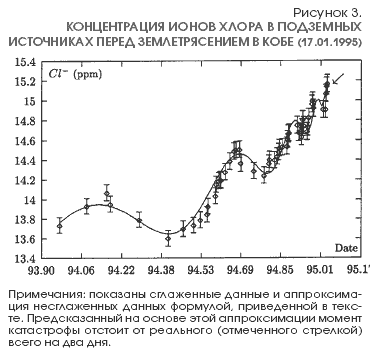 Рисунок 3.
КОНЦЕНТРАЦИЯ ИОНОВ ХЛОРА В ПОДЗЕМНЫХ
ИСТОЧНИКАХ ПЕРЕД ЗЕМЛЕТРЯСЕНИЕМ В КОБЕ (17.01.1995)
15.4
Cl⁻ (ppm)
15.2
15
14.8
14.6
14.4
14.2
14
13.8
13.6
13.4
Date
93.90 94.06 94.22 94.38 94.53 94.69 94.85 95.01 95.17
Примечания: показаны сглаженные данные и аппроксима-
ция несглаженных данных формулой, приведенной в текс-
те. Предсказанный на основе этой аппроксимации момент
катастрофы отстоит от реального (отмеченного стрелкой)
всего на два дня.